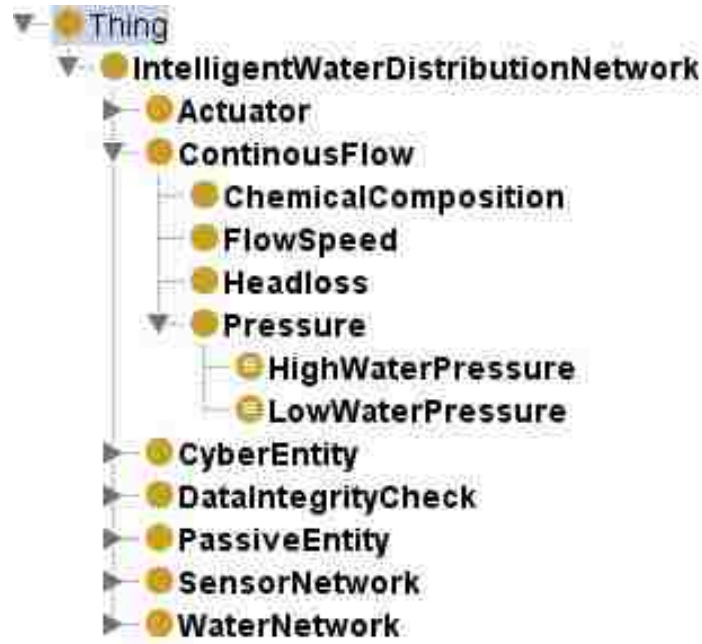 Thing
IntelligentWaterDistributionNetwork
Actuator
ContinousFlow
ChemicalComposition
FlowSpeed
Headloss
Pressure
HighWaterPressure
LowWaterPressure
CyberEntity
DataIntegrityCheck
PassiveEntity
SensorNetwork
WaterNetwork